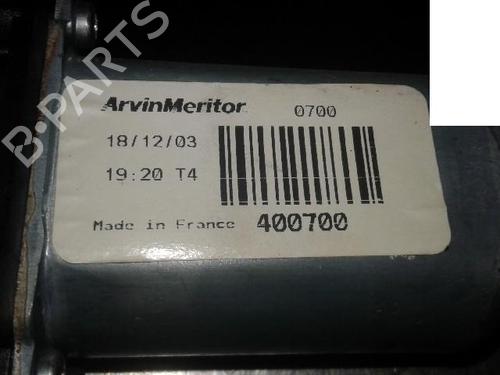 ArvinMeritor 0700
18/12/03
19:20 T4
Made in France 400700
B-PARTS